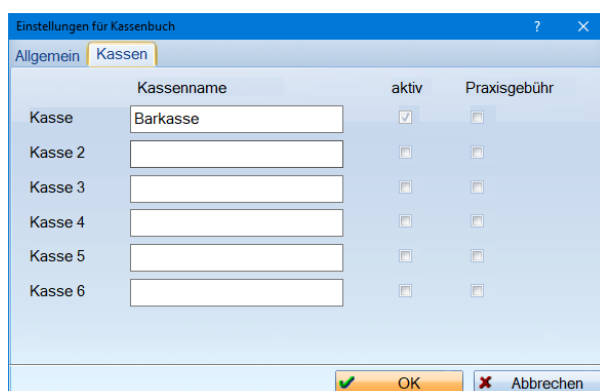 Einstellungen für Kassenbuch ?
Allgemein Kassen
Kassenname aktiv Praxisgebühr
Kasse Barkasse
Kasse 2
Kasse 3
Kasse 4
Kasse 5
Kasse 6
OK Abbrechen